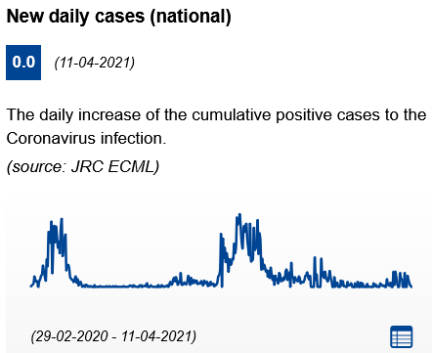 New daily cases (national)
0.0 (11-04-2021)
The daily increase of the cumulative positive cases to the
Coronavirus infection.
(source: JRC ECML)
(29-02-2020 - 11-04-2021)